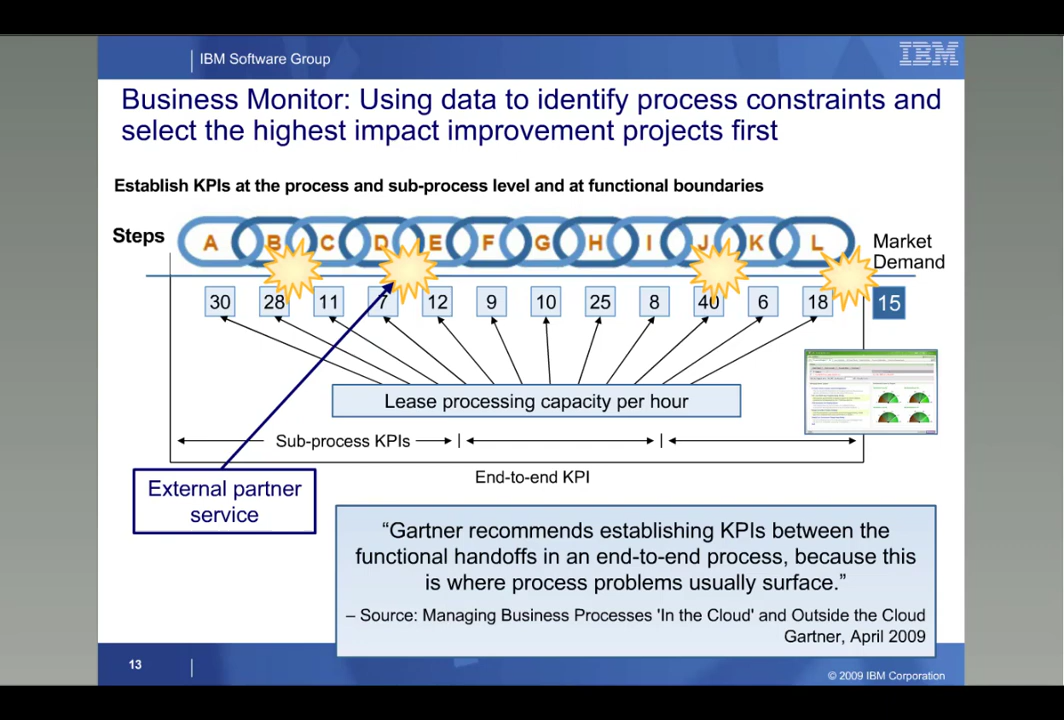 IBM Software Group
IBM
Business Monitor: Using data to identify process constraints and
select the highest impact improvement projects first
Establish KPIs at the process and sub-process level and at functional boundaries
Steps
A B C D E F G H I J K L
Market
Demand
30 28 11 7 12 9 10 25 8 40 6 18 15
Lease processing capacity per hour
Sub-process KPIs
End-to-end KPI
External partner
service
“Gartner recommends establishing KPIs between the
functional handoffs in an end-to-end process, because this
is where process problems usually surface.”
– Source: Managing Business Processes 'In the Cloud' and Outside the Cloud
Gartner, April 2009
13
© 2009 IBM Corporation